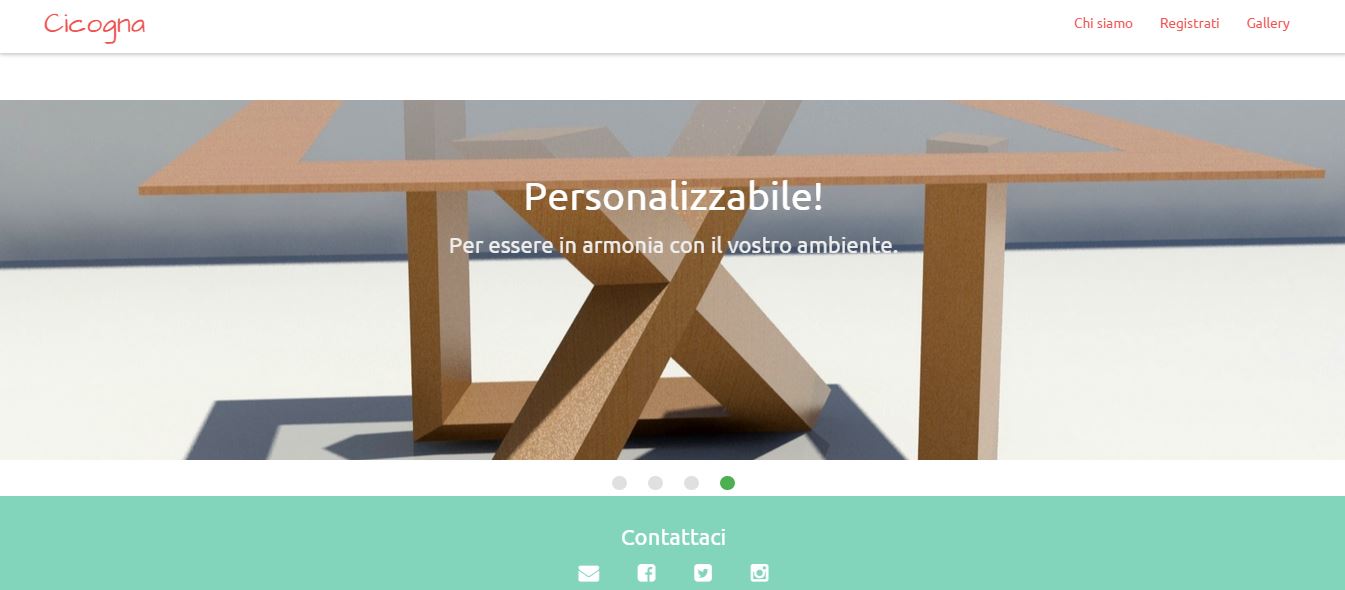 Cicogna
Chi siamo
Registrati
Gallery
Personalizzabile!
Per essere in armonia con il vostro ambiente.
Contattaci